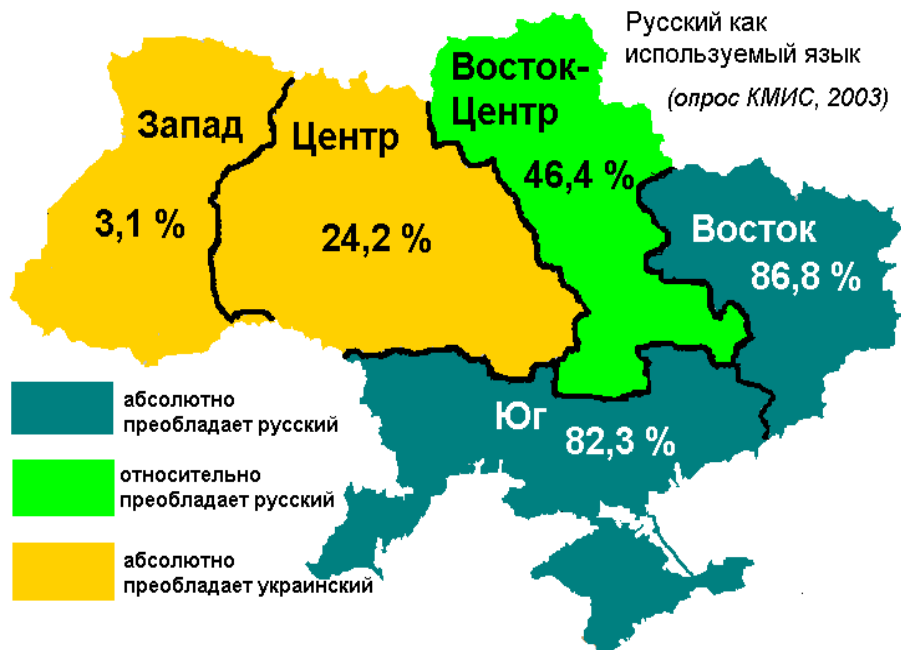 Русский как
используемый язык
(опрос КМИС, 2003)
Восток-
Центр
46,4 %
Запад
3,1 %
Центр
24,2 %
Восток
86,8 %
Юг
82,3 %
абсолютно
преобладает русский
относительно
преобладает русский
абсолютно
преобладает украинский